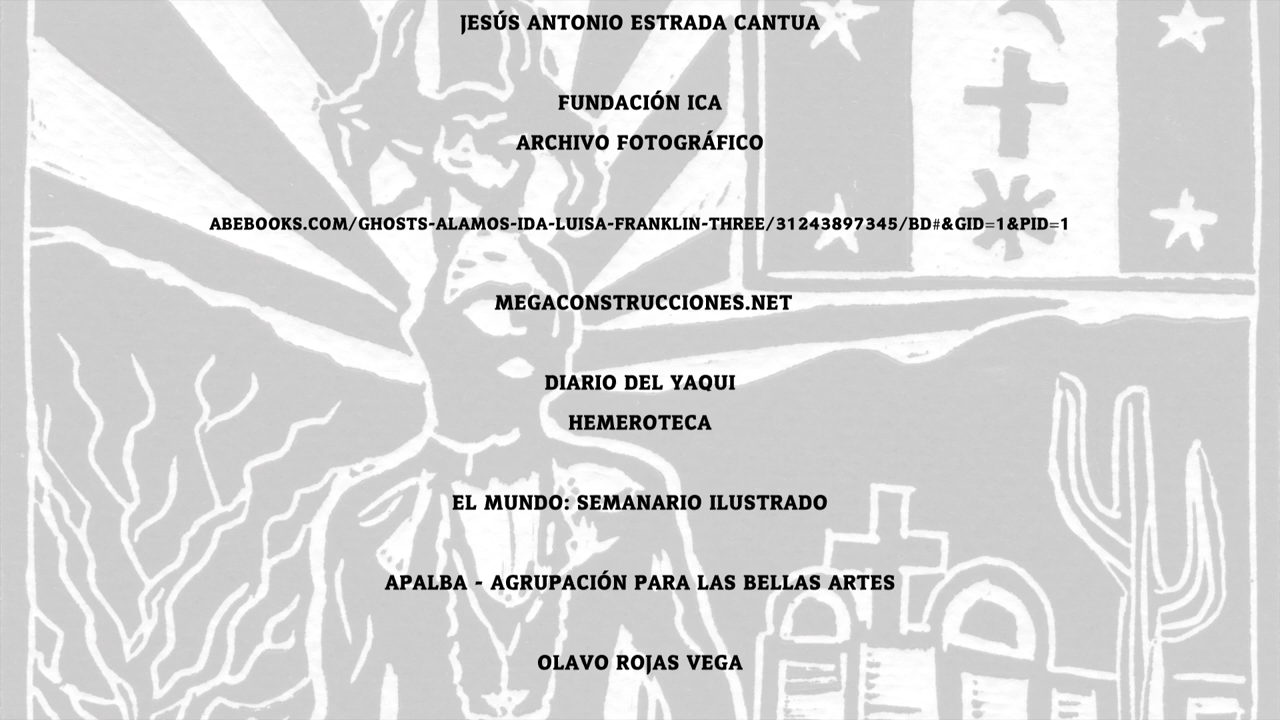 JESÚS ANTONIO ESTRADA CANTUA
FUNDACIÓN ICA
ARCHIVO FOTOGRÁFICO
ABEBOOKS.COM/GHOSTS-ALAMOS-IDA-LUISA-FRANKLIN-THREE/31243897345/BD#&GID=1&PID=1
MEGACONSTRUCCIONES.NET
DIARIO DEL YAQUI
HEMEROTECA
EL MUNDO: SEMANARIO ILUSTRADO
APALBA - AGRUPACIÓN PARA LAS BELLAS ARTES
OLAVO ROJAS VEGA